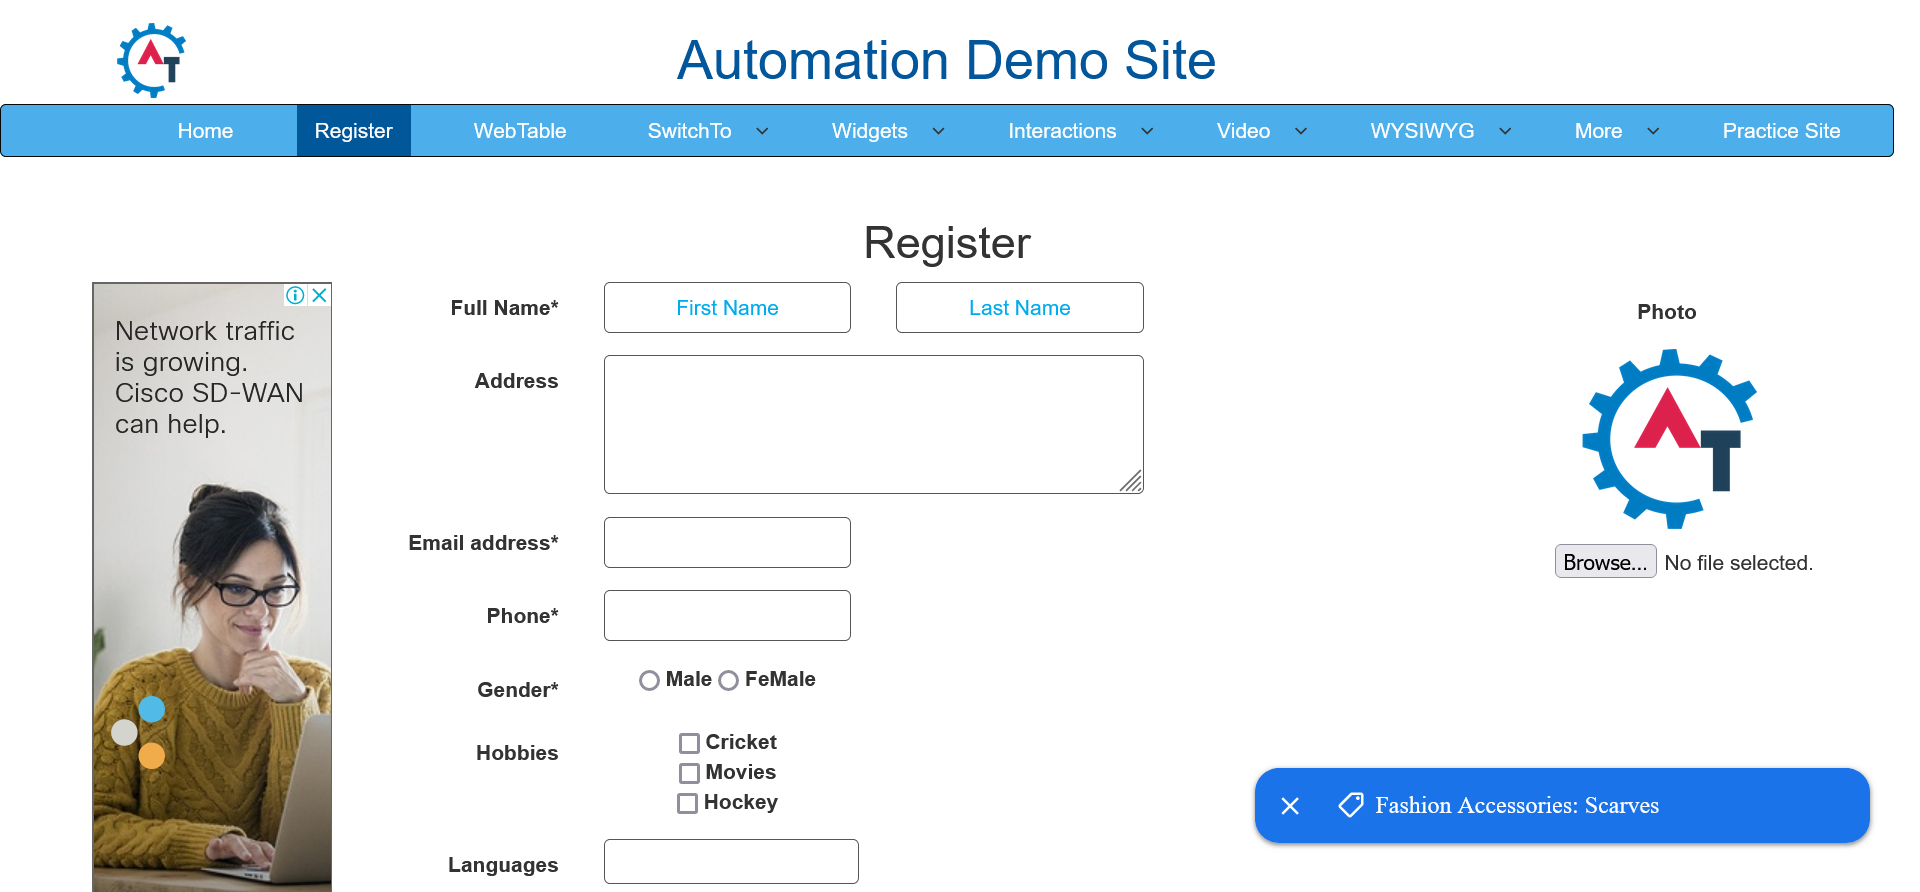 AT
Automation Demo Site
Home Register WebTable SwitchTo Widgets Interactions Video WYSIWYG More Practice Site
Register
Network traffic
is growing.
Cisco SD-WAN
can help.
Full Name* First Name Last Name
Address
Email address*
Phone*
Gender* Male FeMale
Hobbies Cricket
Movies
Hockey
Languages
Photo
AT
Browse... No file selected.
Fashion Accessories: Scarves